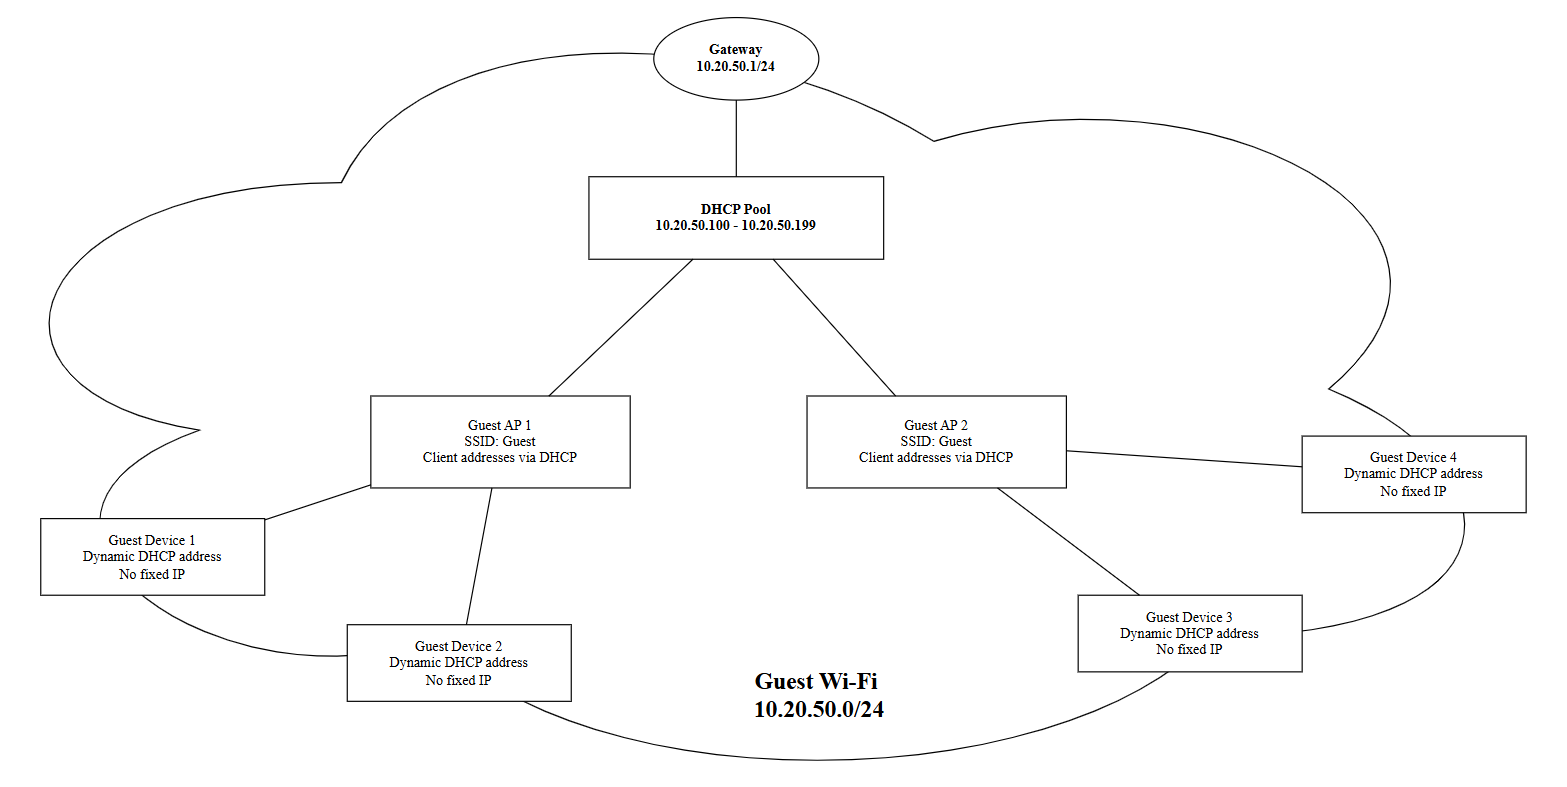 Gateway
10.20.50.1/24
DHCP Pool
10.20.50.100 - 10.20.50.199
Guest AP 1
SSID: Guest
Client addresses via DHCP
Guest AP 2
SSID: Guest
Client addresses via DHCP
Guest Device 4
Dynamic DHCP address
No fixed IP
Guest Device 1
Dynamic DHCP address
No fixed IP
Guest Device 3
Dynamic DHCP address
No fixed IP
Guest Device 2
Dynamic DHCP address
No fixed IP
Guest Wi-Fi
10.20.50.0/24